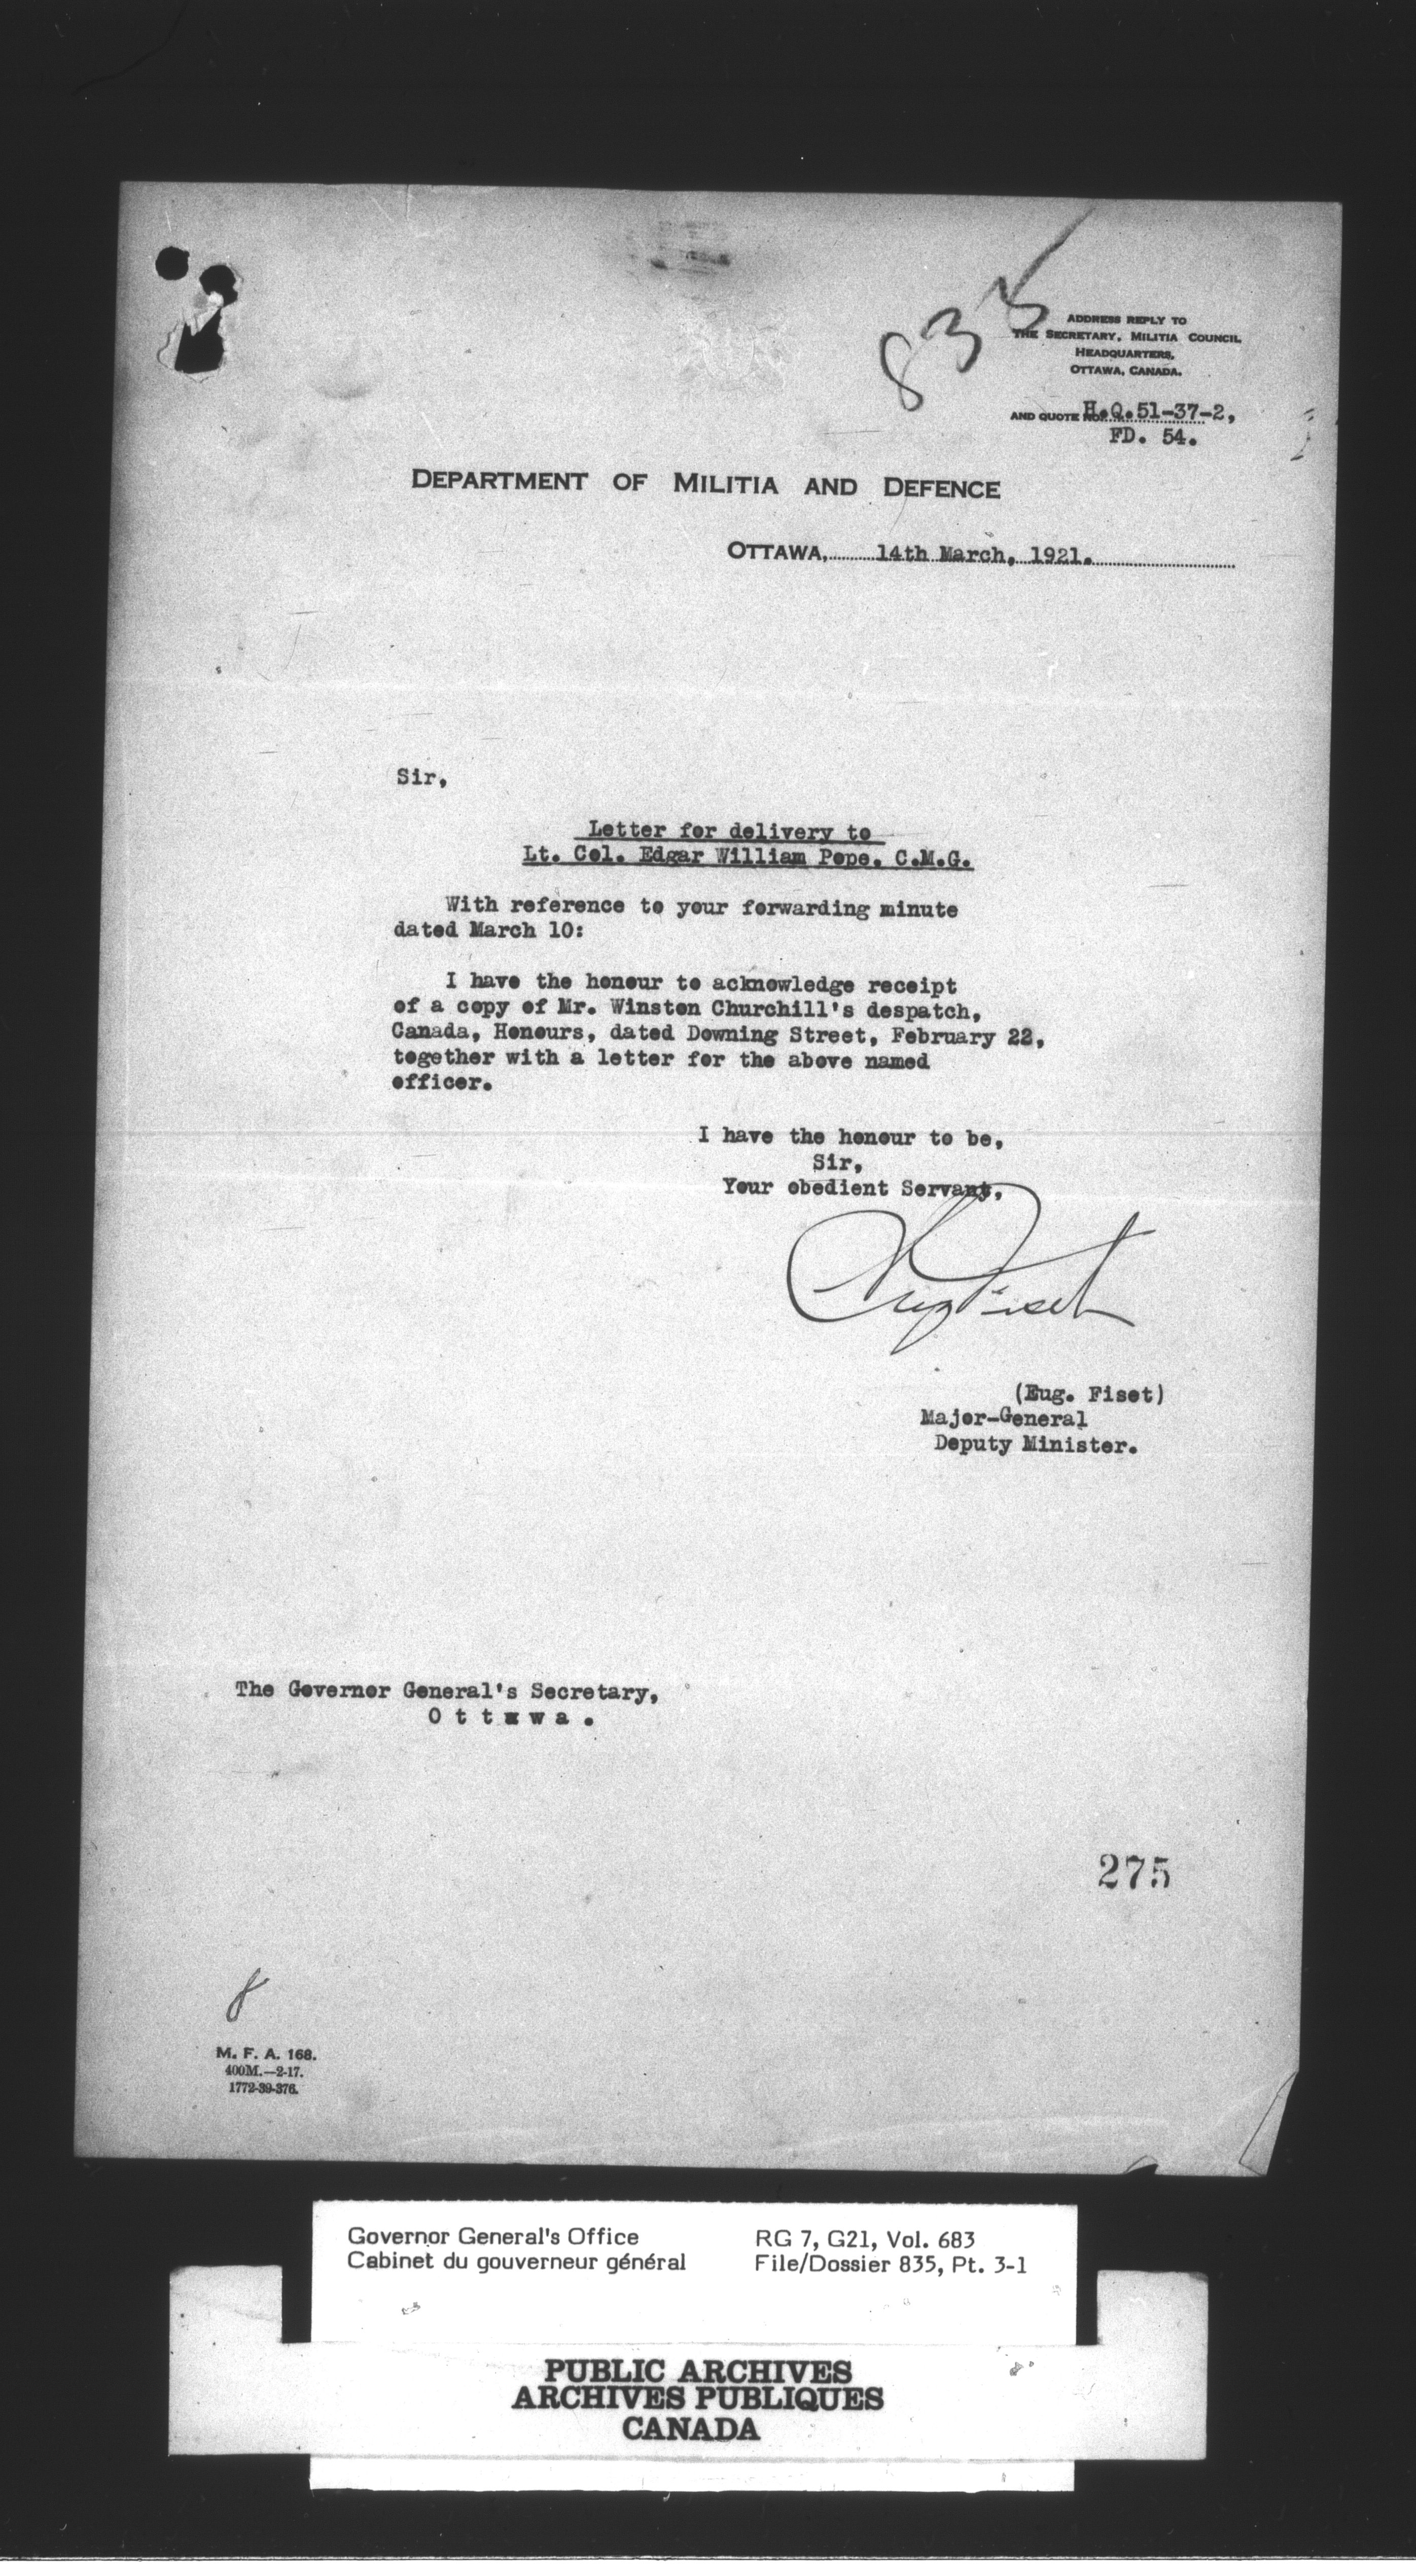 835
ADDRESS REPLY TO
THE SECRETARY, MILITIA COUNCIL
HEADQUARTERS,
OTTAWA, CANADA.
AND QUOTE No. H.Q.51-37-2,
FD. 54.
DEPARTMENT OF MILITIA AND DEFENCE
OTTAWA, 14th March, 1921.
Sir,
Letter for delivery to
Lt. Col. Edgar William Pope. C.M.G.
With reference to your forwarding minute
dated March 10:
I have the honour to acknowledge receipt
of a copy of Mr. Winston Churchill's despatch,
Canada, Honours, dated Downing Street, February 22,
together with a letter for the above named
officer.
I have the honour to be,
Sir,
Your obedient Servant,
Eug Fiset
(Eug. Fiset)
Major-General
Deputy Minister.
The Governor General's Secretary,
Ottawa.
275
8
M. F. A. 168.
400M.—2-17.
1772-39-376.
Governor General's Office
Cabinet du gouverneur général
RG 7, G21, Vol. 683
File/Dossier 835, Pt. 3-1
PUBLIC ARCHIVES
ARCHIVES PUBLIQUES
CANADA